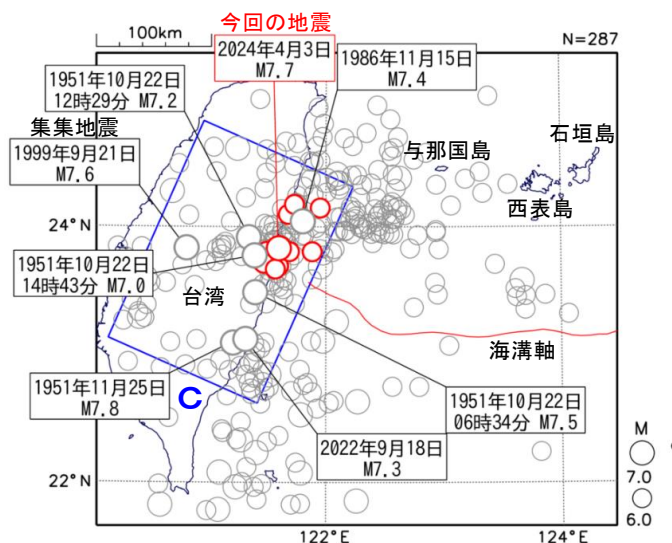 今回の地震
100km
N=287
2024年4月3日
M7.7
1986年11月15日
M7.4
1951年10月22日
12時29分 M7.2
集集地震
1999年9月21日
M7.6
与那国島
石垣島
西表島
24°N
1951年10月22日
14時43分 M7.0
台湾
海溝軸
1951年11月25日
M7.8
C
1951年10月22日
06時34分 M7.5
2022年9月18日
M7.3
M
7.0
6.0
22°N
122°E
124°E